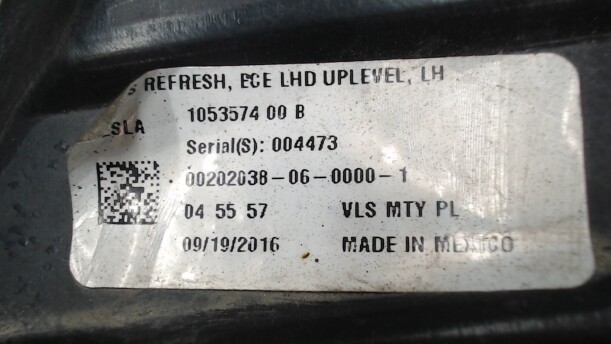 S REFRESH, ECE LHD UPLEVEL, LH
SLA 1053574 00 B
Serial(S): 004473
00202038-06-0000-1
04 55 57 VLS MTY PL
09/19/2016 MADE IN MEXICO